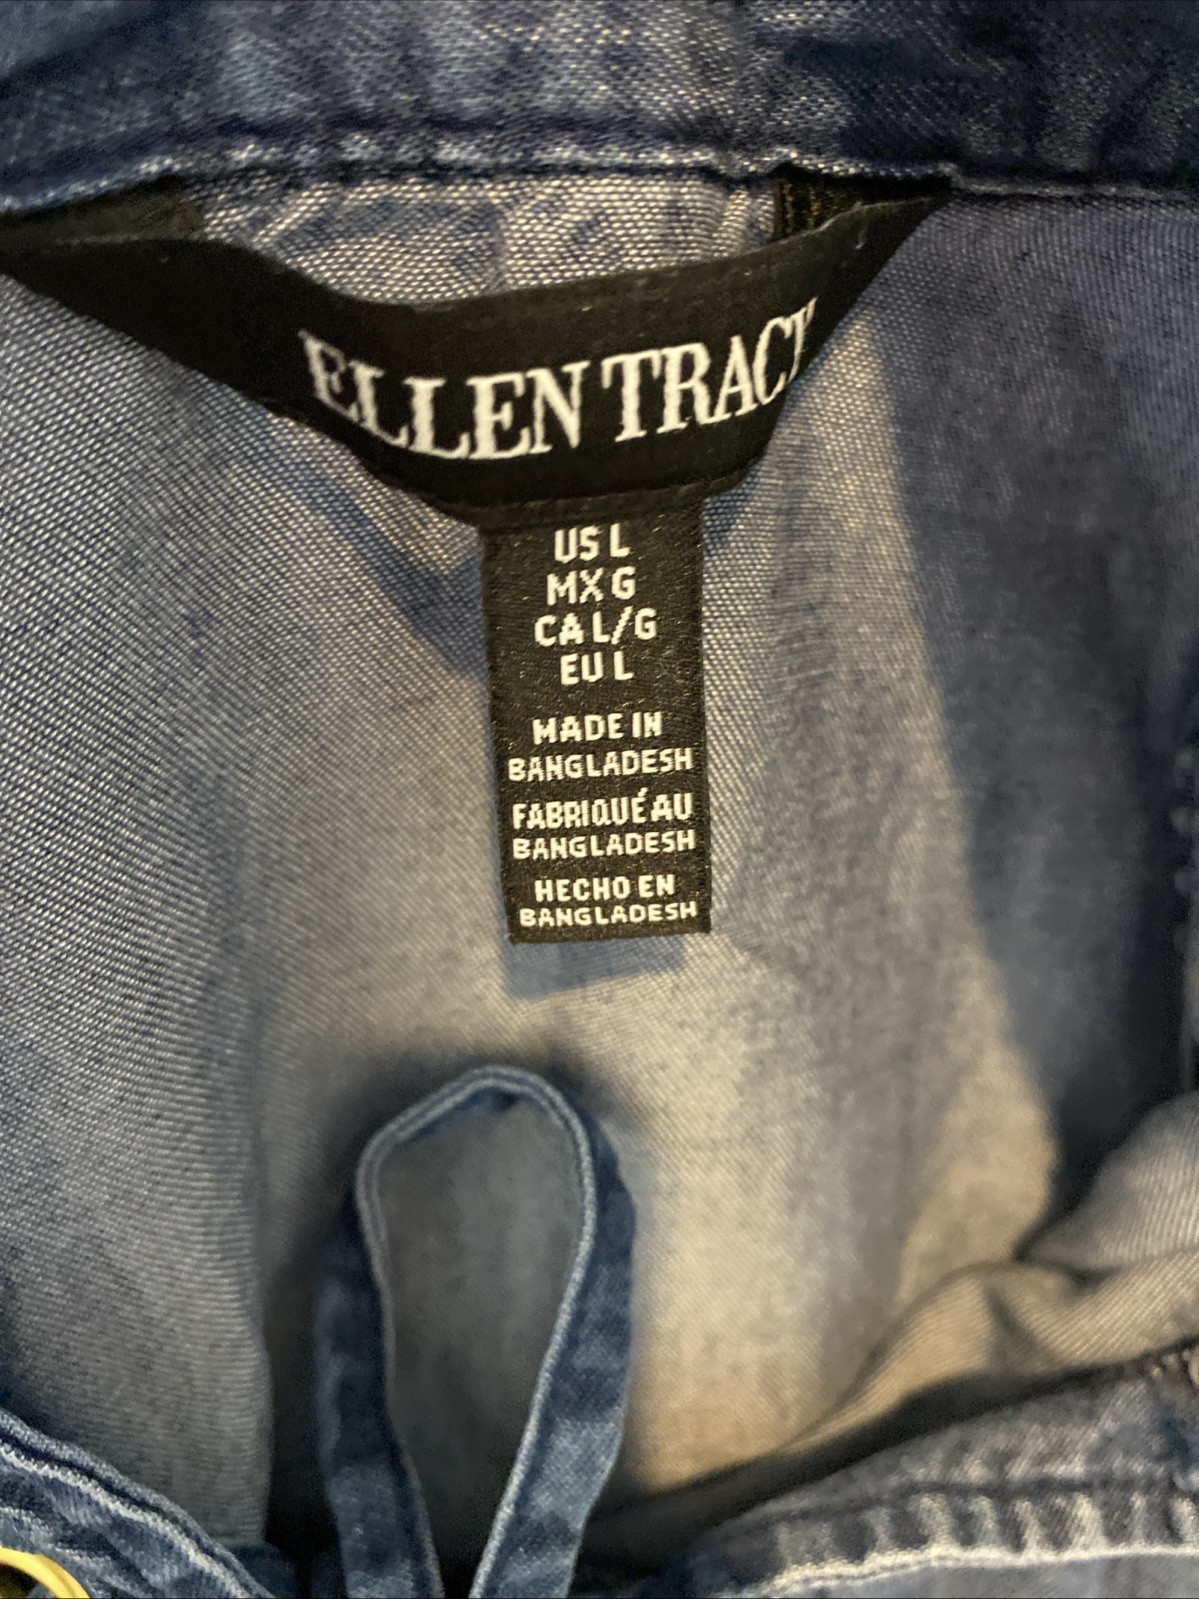 ELLEN TRACY
US L
MX G
CA L/G
EU L
MADE IN
BANGLADESH
FABRIQUÉ AU
BANGLADESH
HECHO EN
BANGLADESH